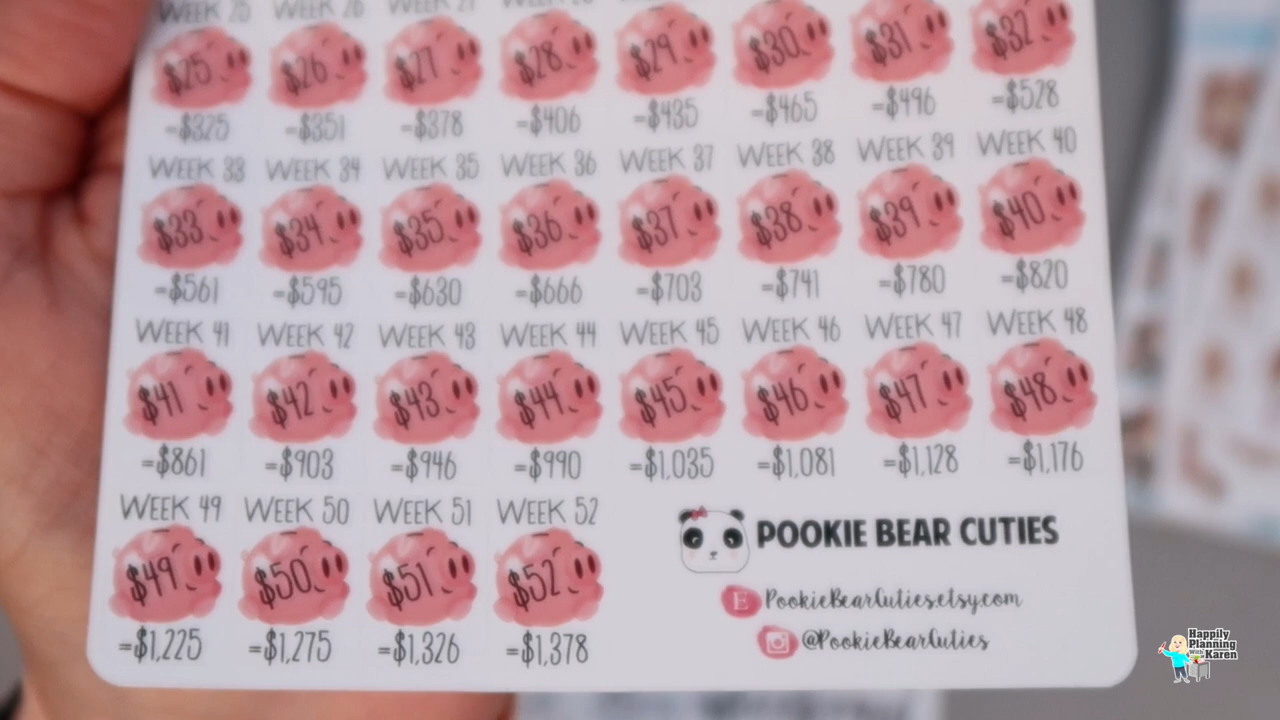 WEEK 25 WEEK 26 WEEK 27
$25 $26 $27 $28 $29 $30 $31 $32
=$325 =$351 =$378 =$406 =$435 =$465 =$496 =$528
WEEK 33 WEEK 34 WEEK 35 WEEK 36 WEEK 37 WEEK 38 WEEK 39 WEEK 40
$33 $34 $35 $36 $37 $38 $39 $40
=$561 =$595 =$630 =$666 =$703 =$741 =$780 =$820
WEEK 41 WEEK 42 WEEK 43 WEEK 44 WEEK 45 WEEK 46 WEEK 47 WEEK 48
$41 $42 $43 $44 $45 $46 $47 $48
=$861 =$903 =$946 =$990 =$1,035 =$1,081 =$1,128 =$1,176
WEEK 49 WEEK 50 WEEK 51 WEEK 52
$49 $50 $51 $52
=$1,225 =$1,275 =$1,326 =$1,378
POOKIE BEAR CUTIES
E PookieBearCuties.etsy.com
@PookieBearCuties
Happily
Planning
With
Karen